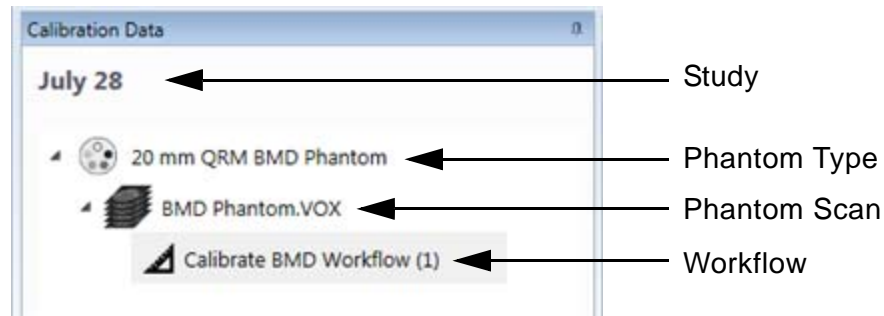 Calibration Data
July 28
Study
20 mm QRM BMD Phantom
Phantom Type
BMD Phantom.VOX
Phantom Scan
Calibrate BMD Workflow (1)
Workflow